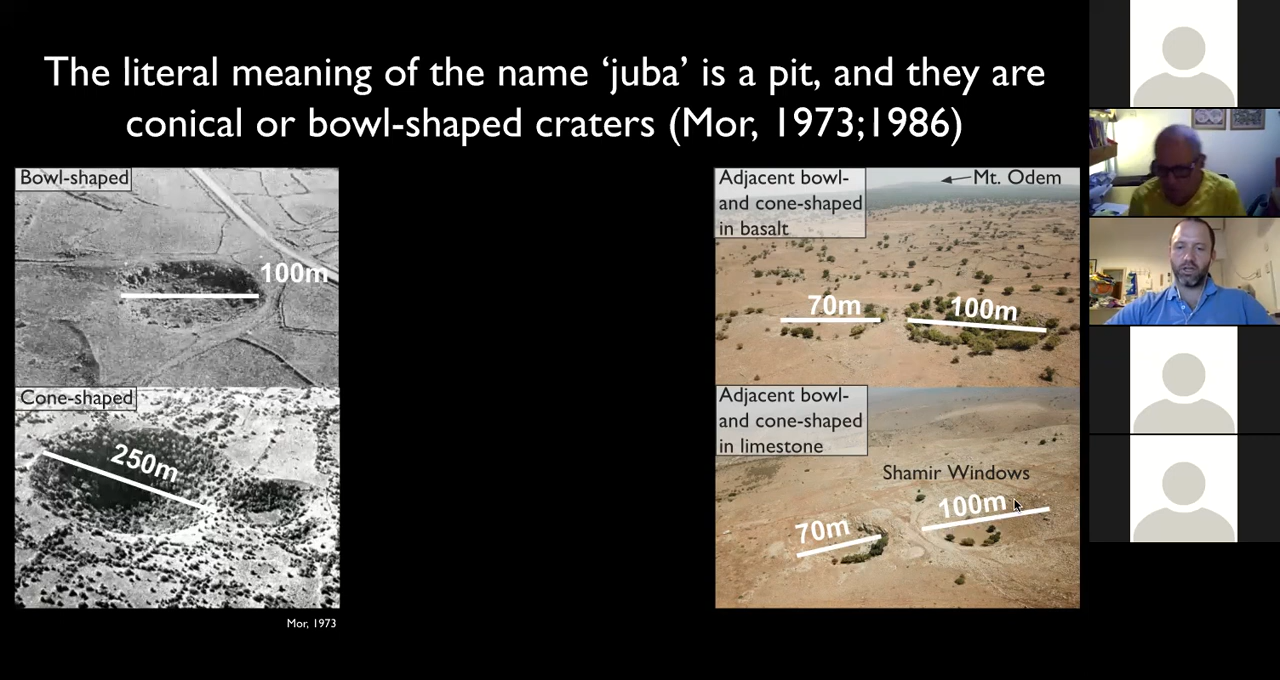 The literal meaning of the name ‘juba’ is a pit, and they are
conical or bowl-shaped craters (Mor, 1973;1986)
Bowl-shaped
100m
Cone-shaped
250m
Mor, 1973
Adjacent bowl-
and cone-shaped
in basalt
Mt. Odem
70m
100m
Adjacent bowl-
and cone-shaped
in limestone
Shamir Windows
70m
100m